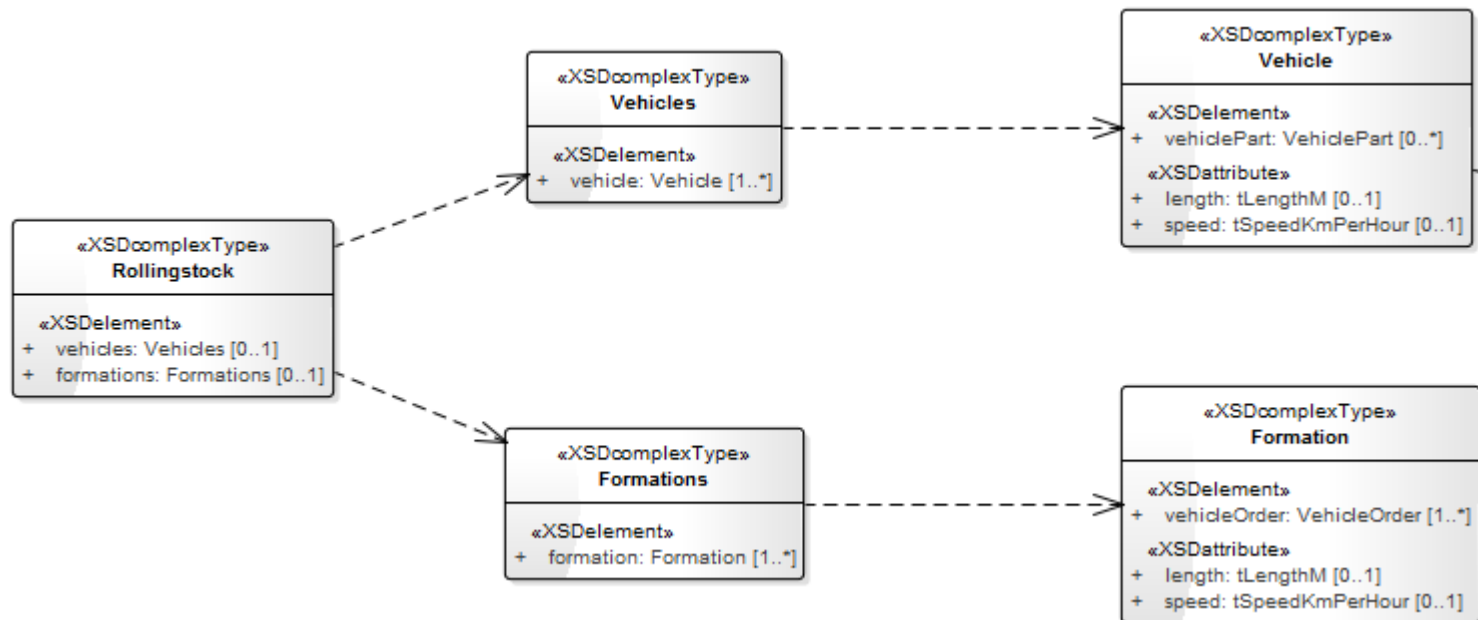 «XSDcomplexType»
Rollingstock
«XSDelement»
+ vehicles: Vehicles [0..1]
+ formations: Formations [0..1]
«XSDcomplexType»
Vehicles
«XSDelement»
+ vehicle: Vehicle [1..*]
«XSDcomplexType»
Formations
«XSDelement»
+ formation: Formation [1..*]
«XSDcomplexType»
Vehicle
«XSDelement»
+ vehiclePart: VehiclePart [0..*]
«XSDattribute»
+ length: tLengthM [0..1]
+ speed: tSpeedKmPerHour [0..1]
«XSDcomplexType»
Formation
«XSDelement»
+ vehicleOrder: VehicleOrder [1..*]
«XSDattribute»
+ length: tLengthM [0..1]
+ speed: tSpeedKmPerHour [0..1]